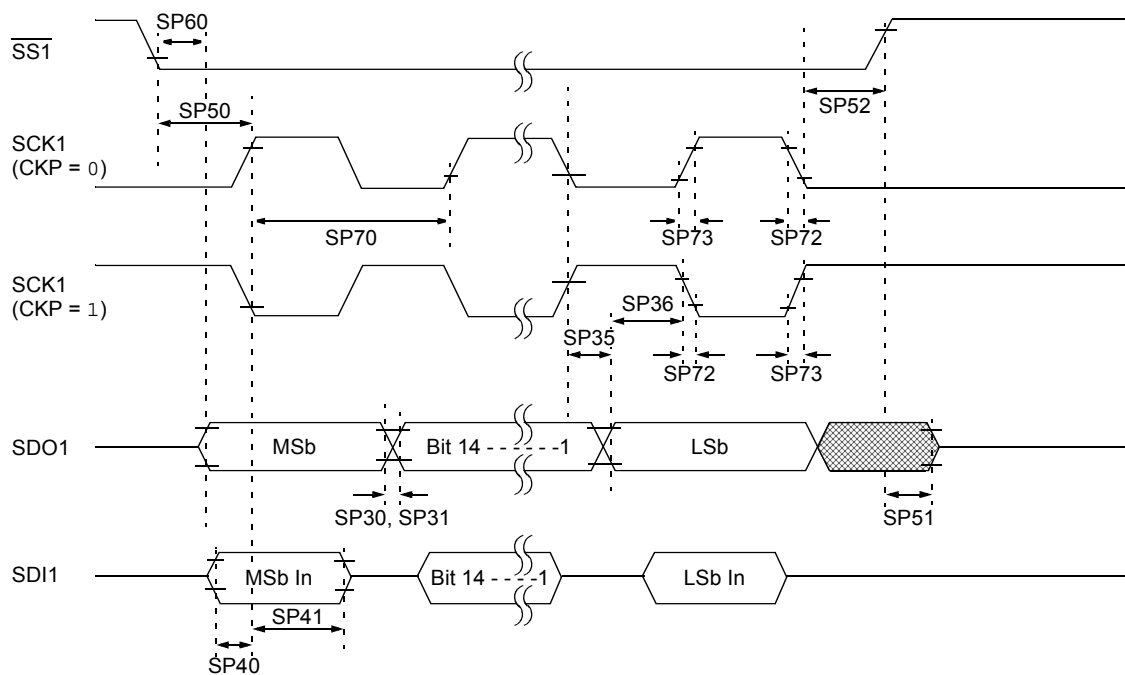 SP60
SS1
SP50
SP52
SCK1
(CKP = 0)
SP70
SP73
SP72
SCK1
(CKP = 1)
SP36
SP35
SP72
SP73
SDO1
MSb
Bit 14 - - - - - -1
LSb
SP30, SP31
SP51
SDI1
MSb In
Bit 14 - - - -1
LSb In
SP41
SP40